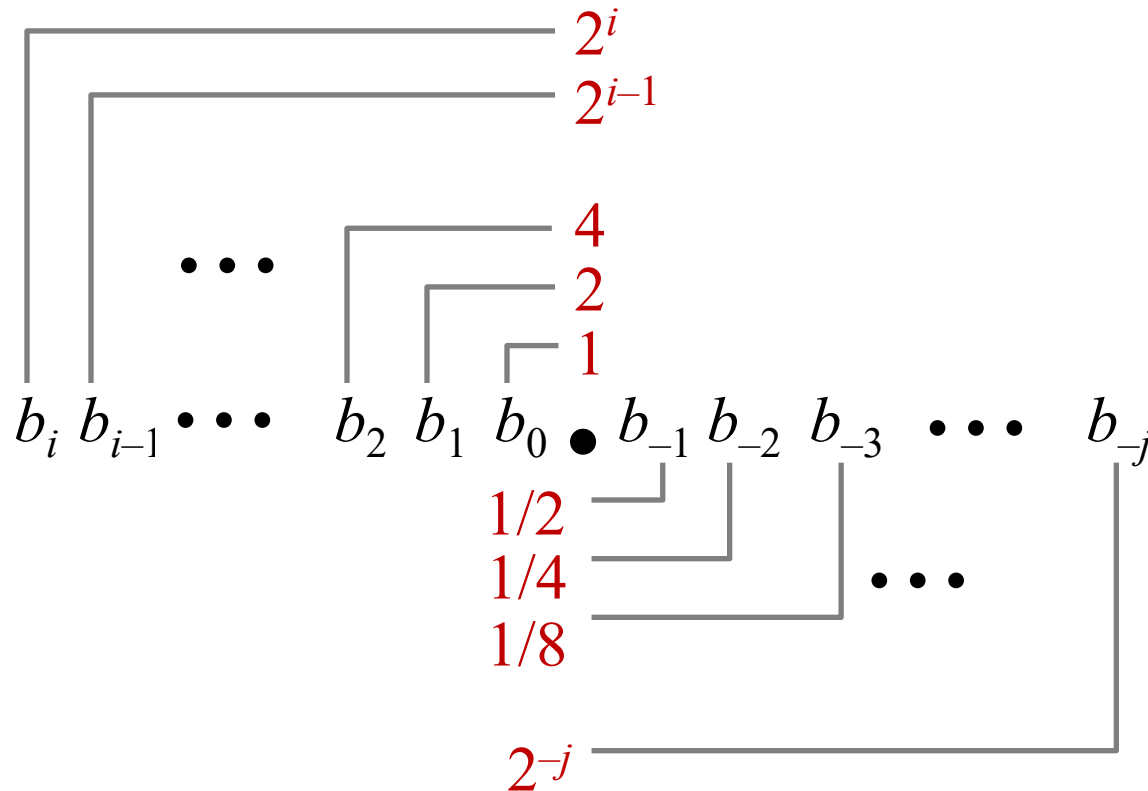 2^i
2^{i–1}
4
• • •
2
1
b_i b_{i–1} • • • b_2 b_1 b_0 • b_{–1} b_{–2} b_{–3} • • • b_{–j}
1/2
1/4
• • •
1/8
2^{–j}